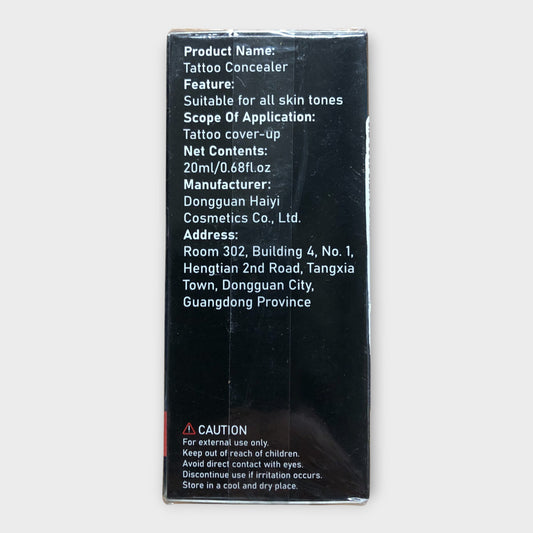 Product Name:
Tattoo Concealer
Feature:
Suitable for all skin tones
Scope Of Application:
Tattoo cover-up
Net Contents:
20ml/0.68fl.oz
Manufacturer:
Dongguan Haiyi
Cosmetics Co., Ltd.
Address:
Room 302, Building 4, No. 1,
Hengtian 2nd Road, Tangxia
Town, Dongguan City,
Guangdong Province
CAUTION
For external use only.
Keep out of reach of children.
Avoid direct contact with eyes.
Discontinue use if irritation occurs.
Store in a cool and dry place.